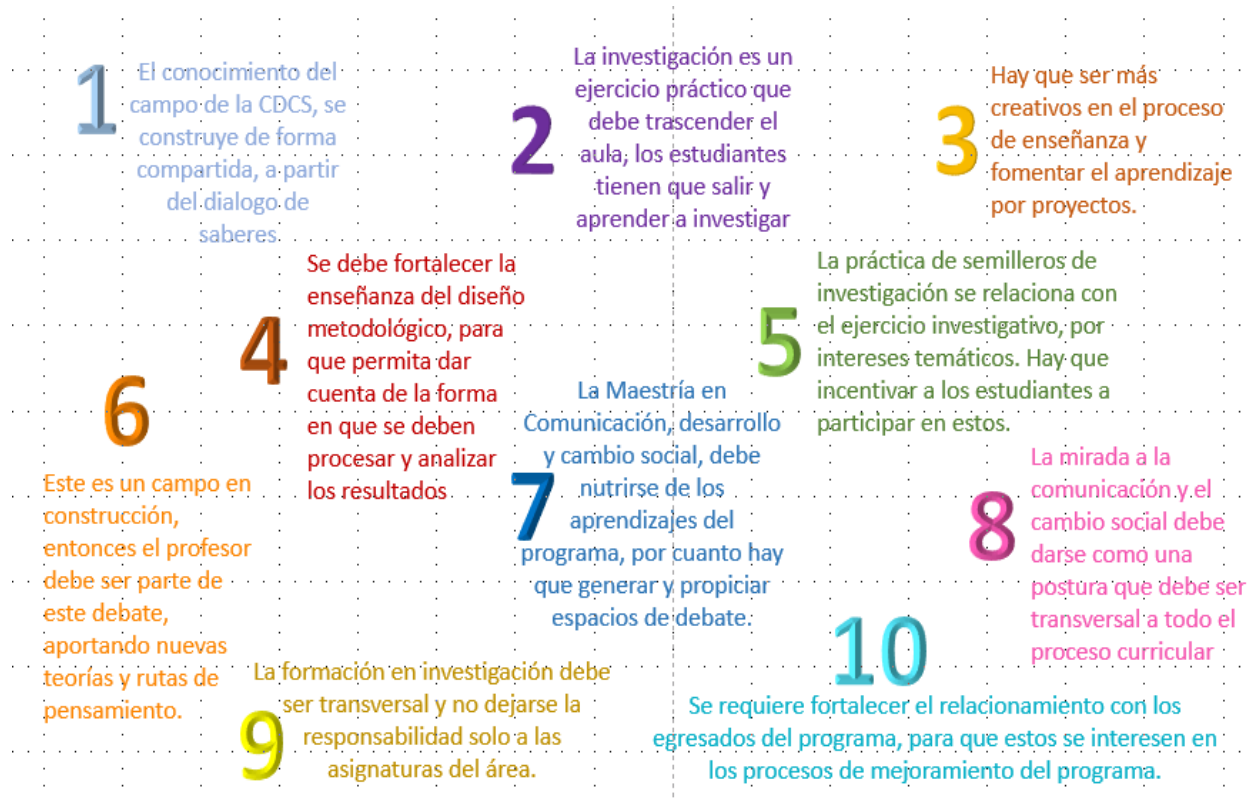 1
El conocimiento del
campo de la CDCS, se
construye de forma
compartida, a partir
del dialogo de
saberes
2
La investigación es un
ejercicio práctico que
debe trascender el
aula, los estudiantes
tienen que salir y
aprender a investigar
3
Hay que ser más
creativos en el proceso
de enseñanza y
fomentar el aprendizaje
por proyectos.
4
Se debe fortalecer la
enseñanza del diseño
metodológico, para
que permita dar
cuenta de la forma
en que se deben
procesar y analizar
los resultados
5
La práctica de semilleros de
investigación se relaciona con
el ejercicio investigativo, por
intereses temáticos. Hay que
incentivar a los estudiantes a
participar en estos.
6
Este es un campo en
construcción,
entonces el profesor
debe ser parte de
este debate,
aportando nuevas
teorías y rutas de
pensamiento.
7
La Maestría en
Comunicación, desarrollo
y cambio social, debe
nutrirse de los
aprendizajes del
programa, por cuanto hay
que generar y propiciar
espacios de debate.
8
La mirada a la
comunicación y el
cambio social debe
darse como una
postura que debe ser
transversal a todo el
proceso curricular
9
La formación en investigación debe
ser transversal y no dejarse la
responsabilidad solo a las
asignaturas del área.
10
Se requiere fortalecer el relacionamiento con los
egresados del programa, para que estos se interesen en
los procesos de mejoramiento del programa.